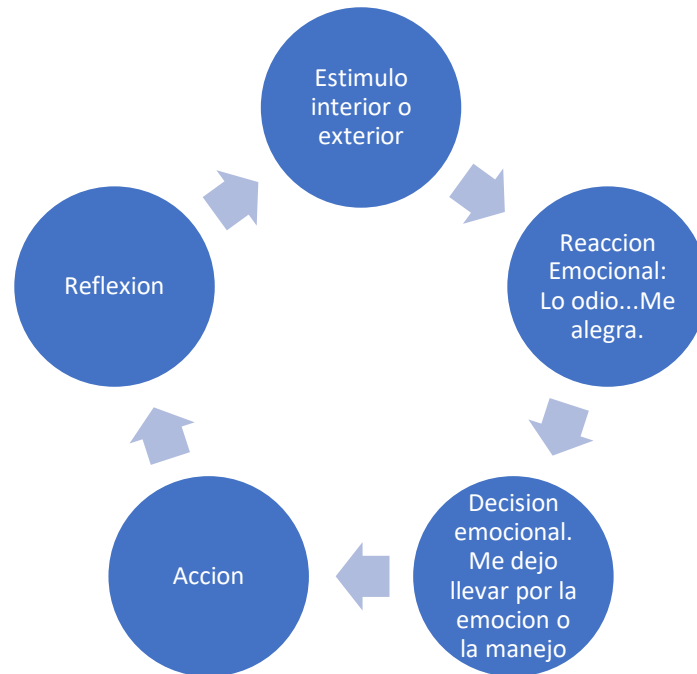 Estimulo
interior o
exterior
Reaccion
Emocional:
Lo odio...Me
alegra.
Decision
emocional.
Me dejo
llevar por la
emocion o
la manejo
Accion
Reflexion